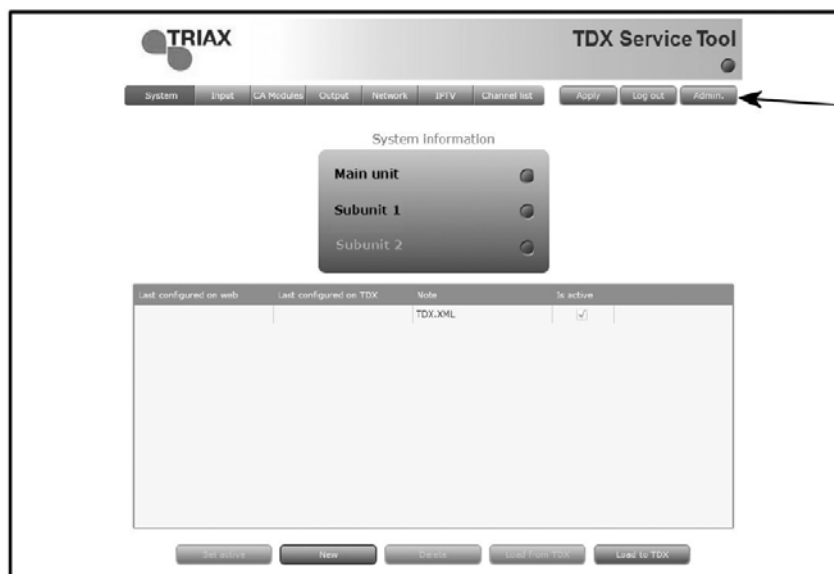 TRIAX
TDX Service Tool
System Input CA Modules Output Network IPTV Channel list Apply Log out Admin.
System information
Main unit
Subunit 1
Subunit 2
Last configured on web Last configured on TDX Note Is active
TDX.XML
Set active New Delete Load from TDX Load to TDX